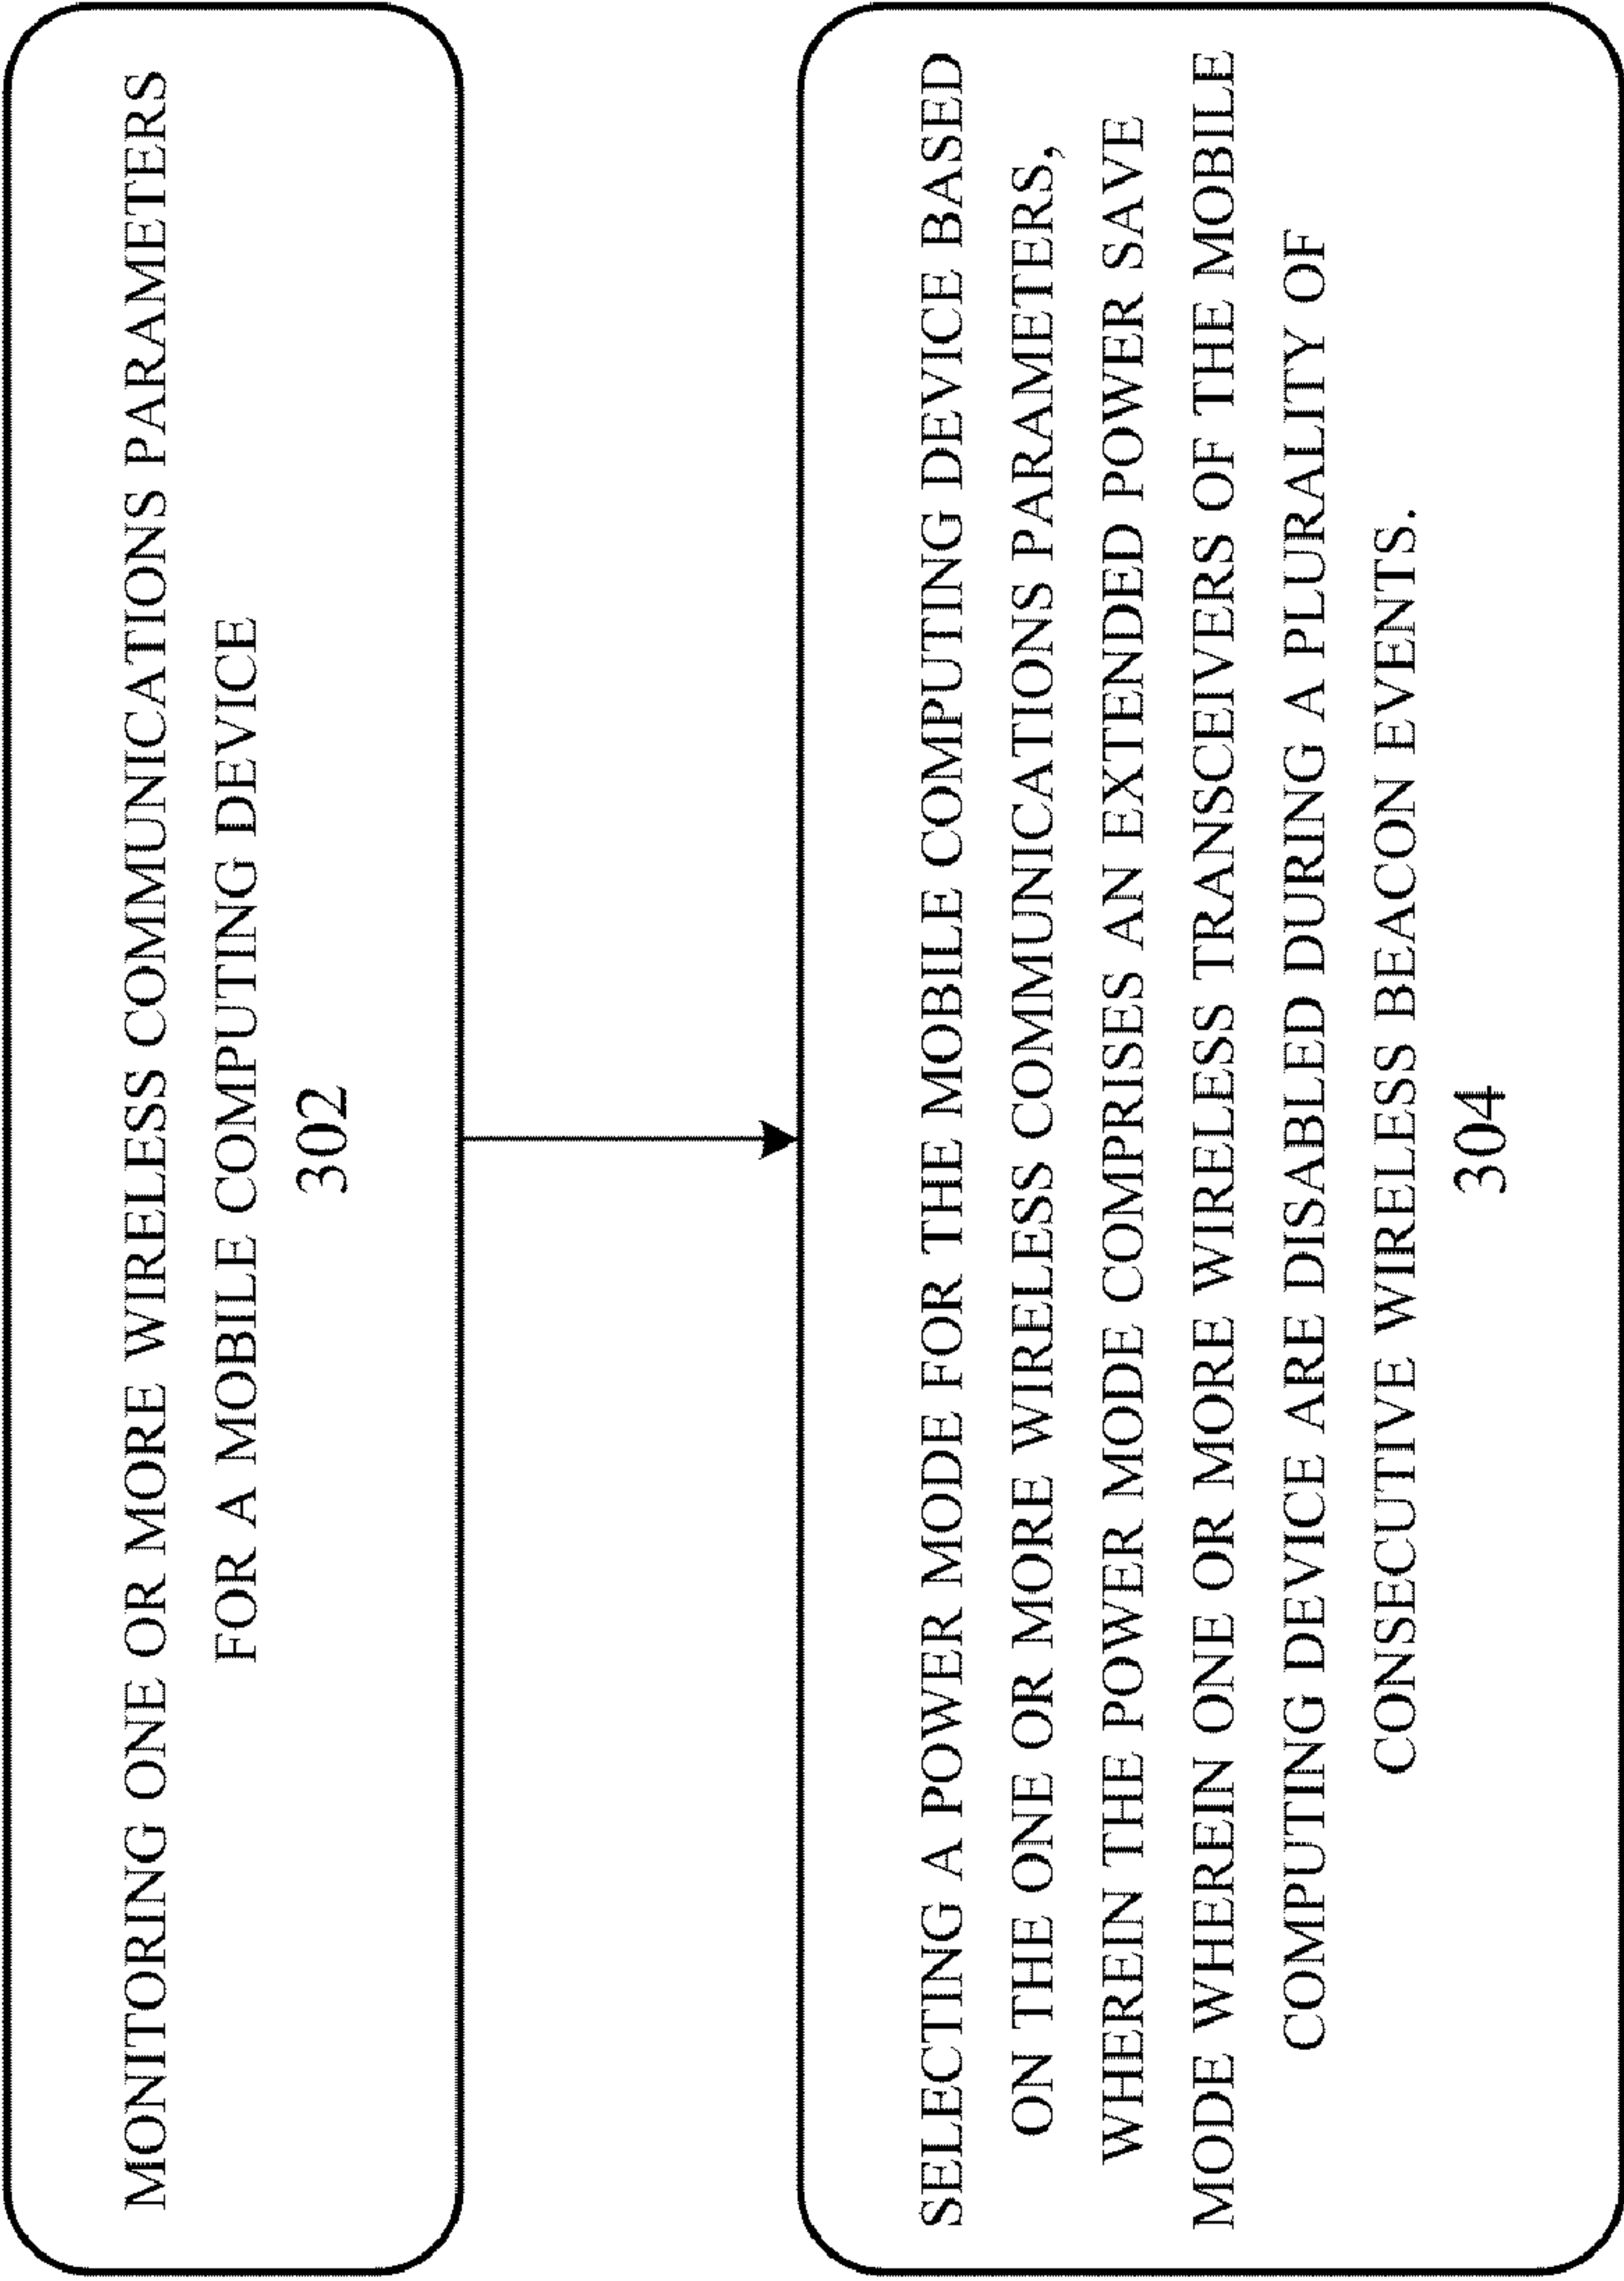 MONITORING ONE OR MORE WIRELESS COMMUNICATIONS PARAMETERS
FOR A MOBILE COMPUTING DEVICE
302
SELECTING A POWER MODE FOR THE MOBILE COMPUTING DEVICE BASED
ON THE ONE OR MORE WIRELESS COMMUNICATIONS PARAMETERS,
WHEREIN THE POWER MODE COMPRISES AN EXTENDED POWER SAVE
MODE WHEREIN ONE OR MORE WIRELESS TRANSCEIVERS OF THE MOBILE
COMPUTING DEVICE ARE DISABLED DURING A PLURALITY OF
CONSECUTIVE WIRELESS BEACON EVENTS.
304